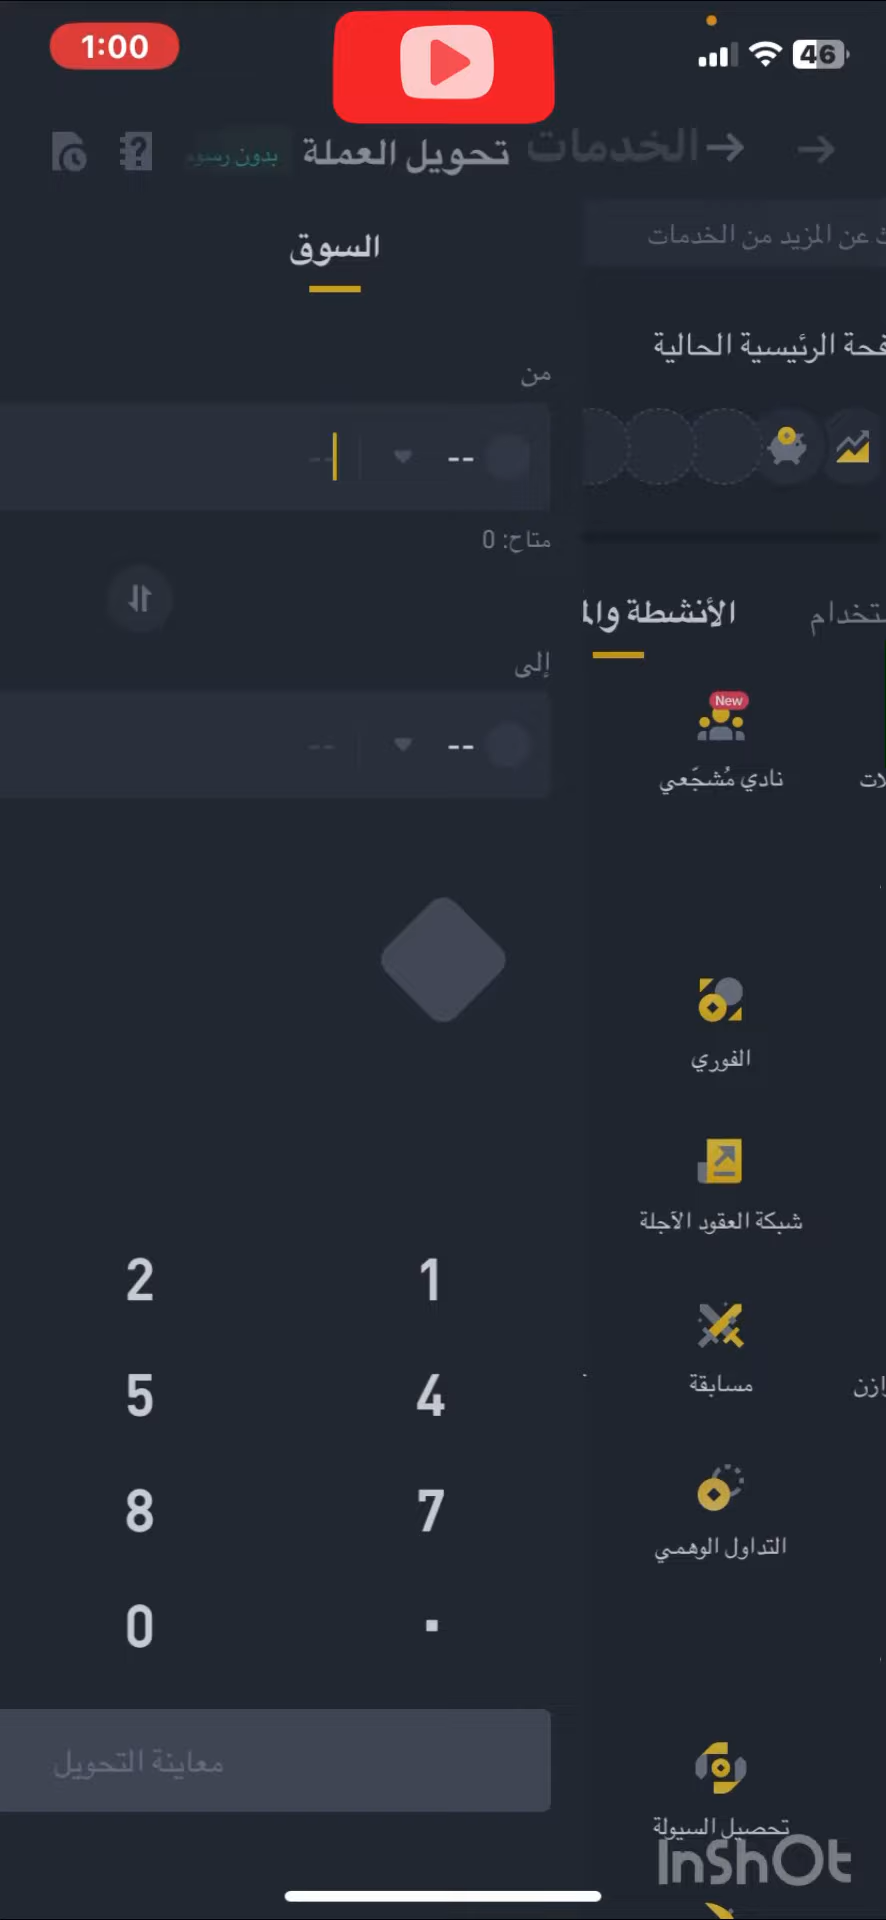 1:00
46
الخدمات
تحويل العملة
بدون رسوم
عن المزيد من الخدمات
السوق
الرئيسية الحالية
من
--
--
متاح: 0
إلى
--
--
الأنشطة
New
نادي مُشجّعي
الفوري
شبكة العقود الآجلة
مسابقة
التداول الوهمي
تحصيل السيولة
1
2
4
5
7
8
.
0
معاينة التحويل
InShOt